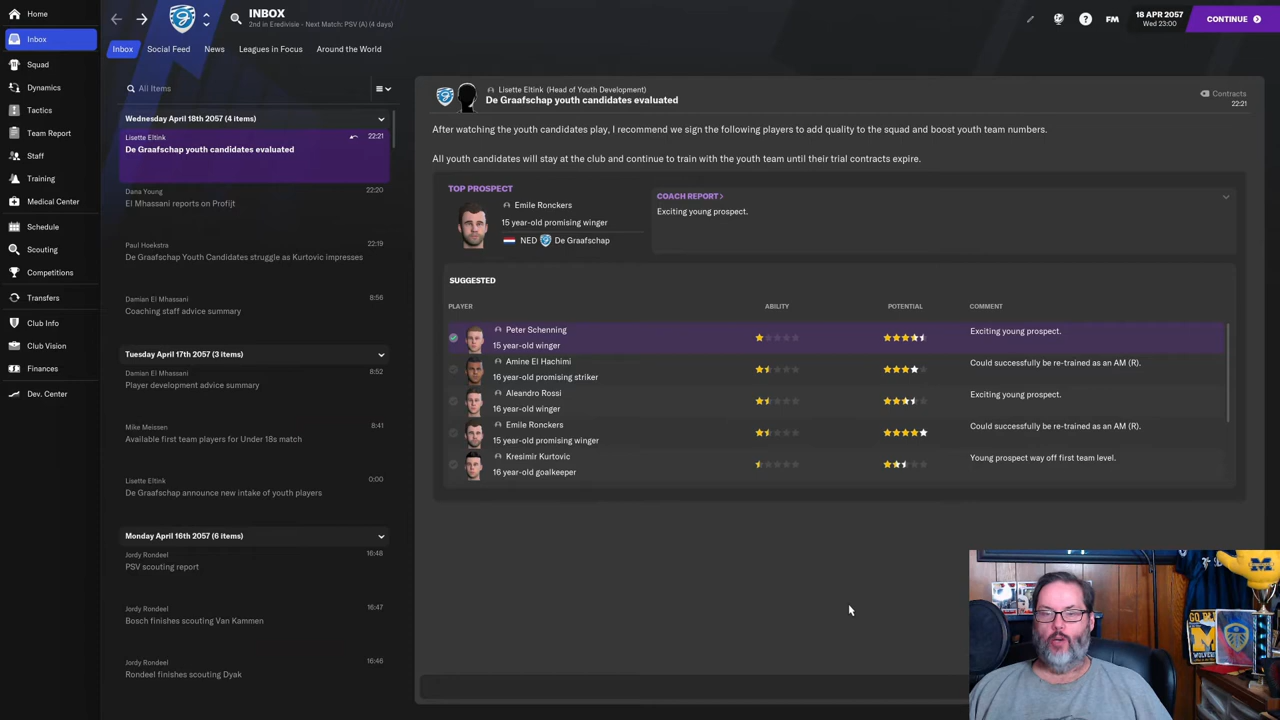 Home
INBOX
2nd in Eredivisie - Next Match: PSV (A) (4 days)
FM
18 APR 2057
Wed 23:00
CONTINUE
Inbox
Squad
Dynamics
Tactics
Team Report
Staff
Training
Medical Center
Schedule
Scouting
Competitions
Transfers
Club Info
Club Vision
Finances
Dev. Center
Inbox
Social Feed
News
Leagues in Focus
Around the World
All Items
Wednesday April 18th 2057 (4 items)
Lisette Eltink
22:21
De Graafschap youth candidates evaluated
Dana Young
22:20
El Mhassani reports on Profijt
Paul Hoekstra
22:19
De Graafschap Youth Candidates struggle as Kurtovic impresses
Damian El Mhassani
8:56
Coaching staff advice summary
Tuesday April 17th 2057 (3 items)
Damian El Mhassani
8:52
Player development advice summary
Mike Meissen
8:41
Available first team players for Under 18s match
Lisette Eltink
0:00
De Graafschap announce new intake of youth players
Monday April 16th 2057 (6 items)
Jordy Rondeel
16:48
PSV scouting report
Jordy Rondeel
16:47
Bosch finishes scouting Van Kammen
Jordy Rondeel
16:46
Rondeel finishes scouting Dyak
Lisette Eltink (Head of Youth Development)
De Graafschap youth candidates evaluated
Contracts
22:21
After watching the youth candidates play, I recommend we sign the following players to add quality to the squad and boost youth team numbers.
All youth candidates will stay at the club and continue to train with the youth team until their trial contracts expire.
TOP PROSPECT
Emile Ronckers
15 year-old promising winger
NED De Graafschap
COACH REPORT >
Exciting young prospect.
SUGGESTED
PLAYER ABILITY POTENTIAL COMMENT
Peter Schenning
15 year-old winger
Exciting young prospect.
Amine El Hachimi
16 year-old promising striker
Could successfully be re-trained as an AM (R).
Aleandro Rossi
16 year-old winger
Exciting young prospect.
Emile Ronckers
15 year-old promising winger
Could successfully be re-trained as an AM (R).
Kresimir Kurtovic
16 year-old goalkeeper
Young prospect way off first team level.